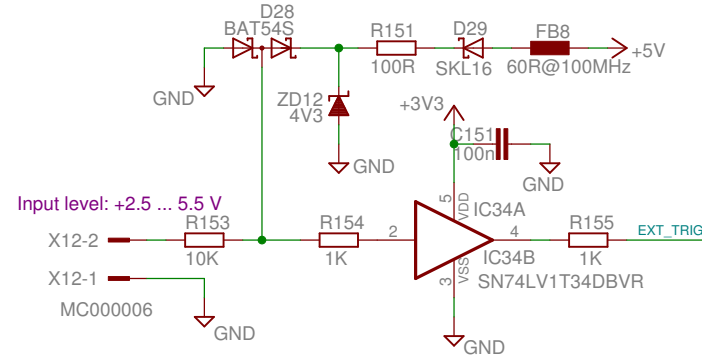 D28
BAT54S
R151
D29
FB8
+5V
100R
SKL16
60R@100MHz
GND
ZD12
4V3
+3V3
GND
C151
100n
GND
Input level: +2.5 ... 5.5 V
R153
R154
5
VDD
IC34A
R155
X12-2
2
4
EXT_TRIG
10K
1K
IC34B
1K
X12-1
3
VSS
SN74LV1T34DBVR
MC000006
GND
GND